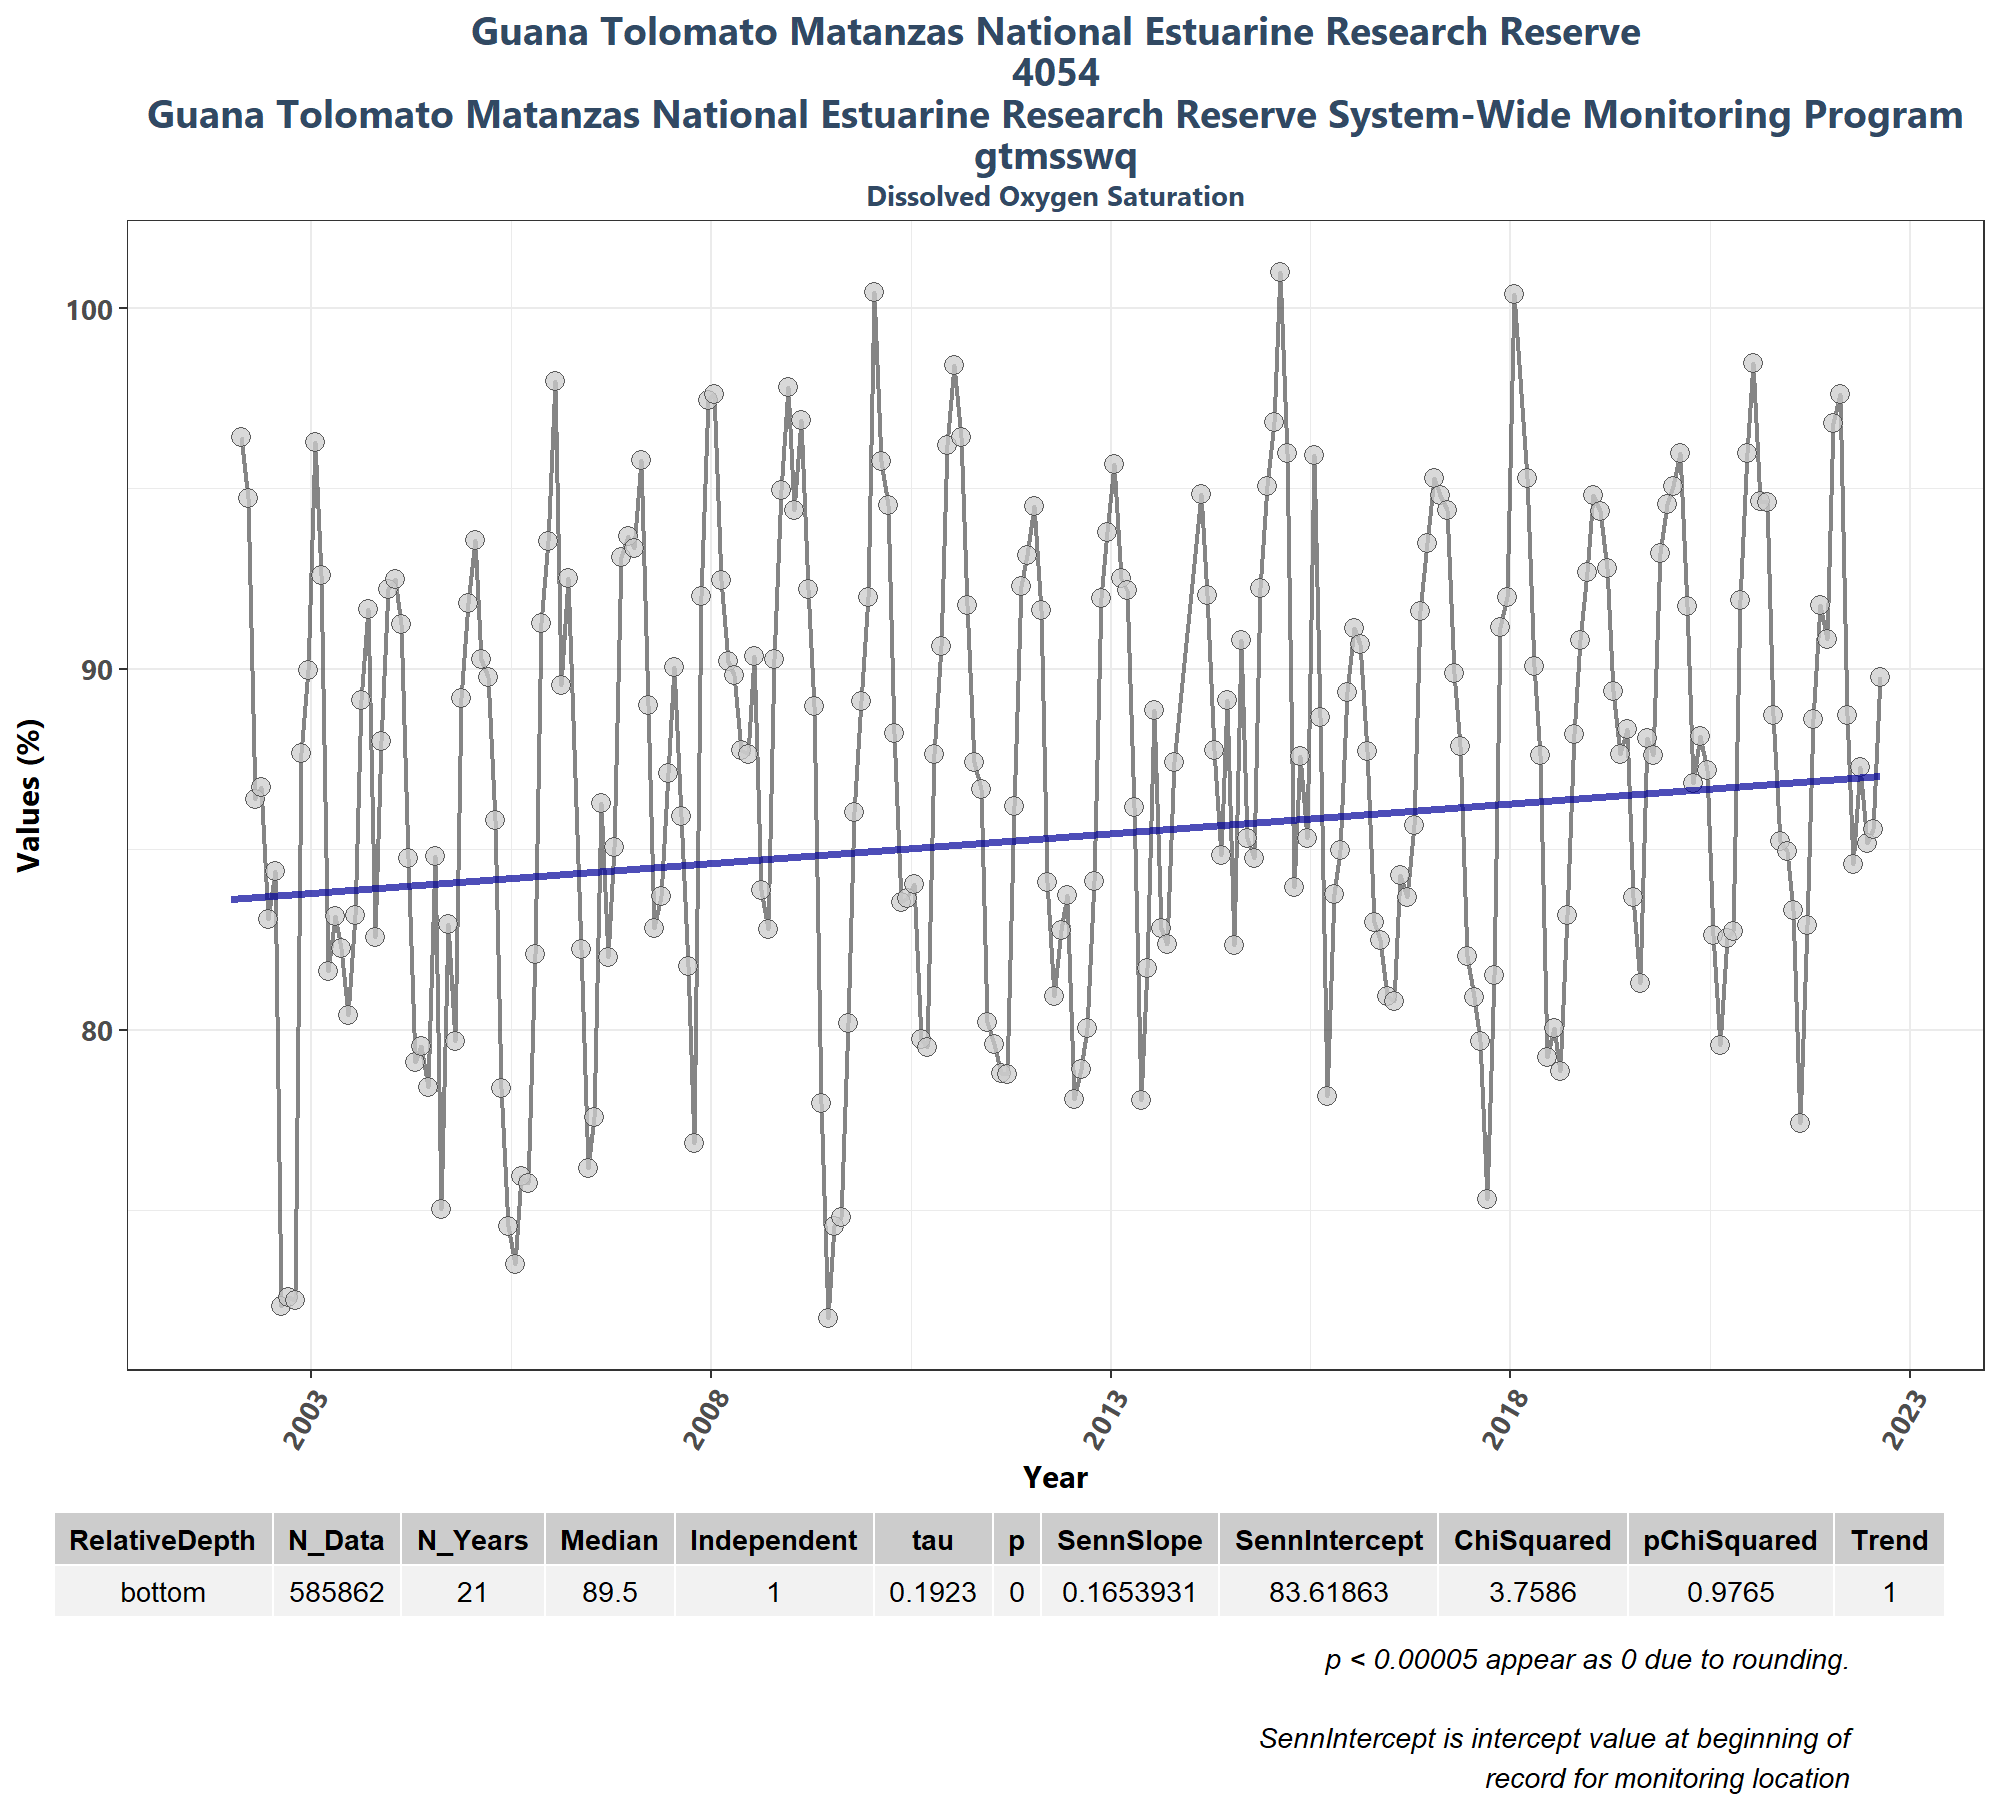 Guana Tolomato Matanzas National Estuarine Research Reserve
4054
Guana Tolomato Matanzas National Estuarine Research Reserve System-Wide Monitoring Program
gtmsswq
Dissolved Oxygen Saturation
100
90
80
Values (%)
2003 2008 2013 2018 2023
Year
RelativeDepth N_Data N_Years Median Independent tau p SennSlope SennIntercept ChiSquared pChiSquared Trend
bottom 585862 21 89.5 1 0.1923 0 0.1653931 83.61863 3.7586 0.9765 1
p < 0.00005 appear as 0 due to rounding.
SennIntercept is intercept value at beginning of
record for monitoring location